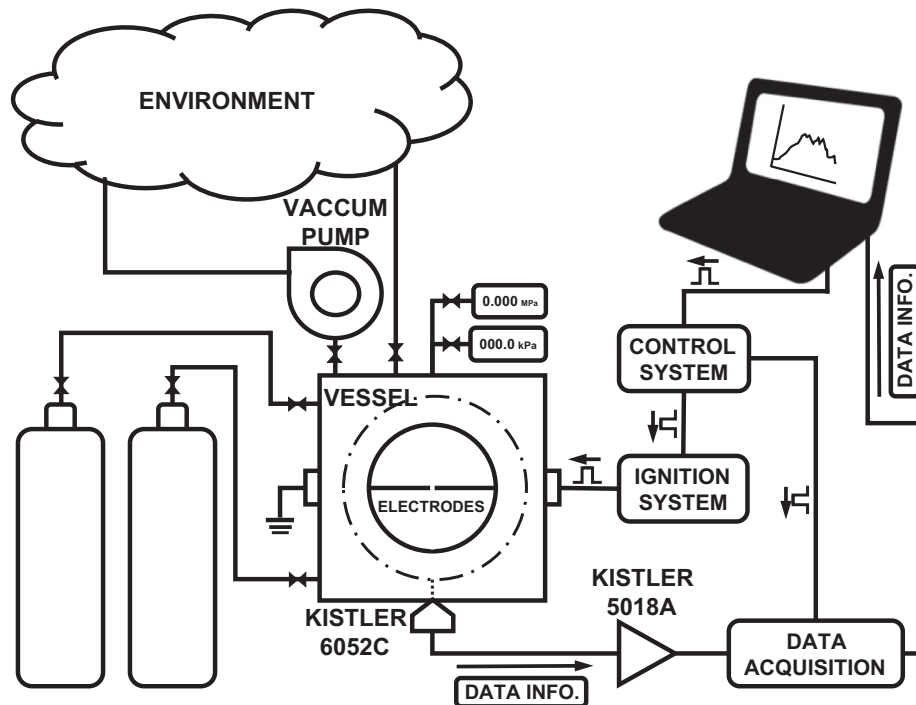 ENVIRONMENT
VACCUM
PUMP
0.000 MPa
000.0 kPa
CONTROL
SYSTEM
DATA INFO.
VESSEL
ELECTRODES
IGNITION
SYSTEM
KISTLER
6052C
KISTLER
5018A
DATA
ACQUISITION
DATA INFO.